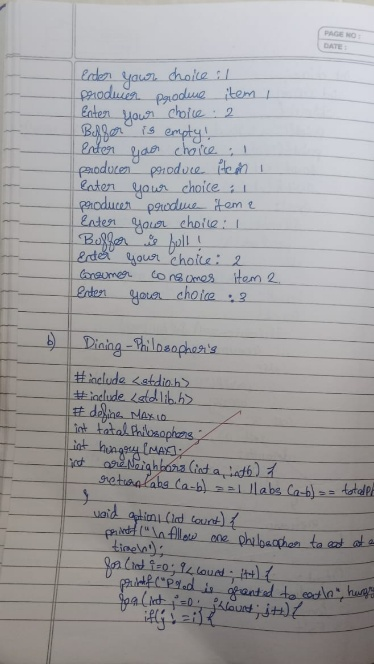 PAGE NO :
DATE :
Enter your choice : 1
producer produce item 1
Enter your choice : 2
Buffer is empty!
Enter your choice : 1
producer produce item 1
Enter your choice : 1
producer produce item 2
Enter your choice : 1
Buffer is full !
Enter your choice : 2
Consumer consumes item 2
Enter your choice : 3
b) Dining - Philosopher's
# include <stdio.h>
# include <stdlib.h>
# define MAX 10
int totalPhilosophers ;
int hungry [MAX];
int areNeighbors (int a, int b) {
return (abs (a-b) == 1 || abs (a-b) ==
}
void option1 (int count) {
printf ("\n Allow one philosopher to eat at a
time\n");
for (int i=0; i<count; i++) {
printf ("P%d is granted to eat\n",
for (int j=0; j<count; j++) {
if (j != i) {